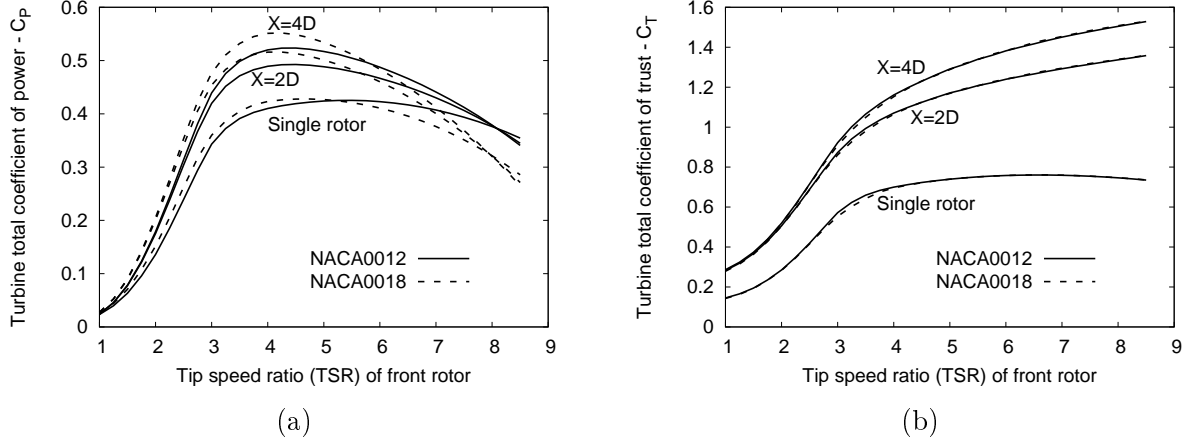 Turbine total coefficient of power - C_P
0.6
0.5
0.4
0.3
0.2
0.1
0
X=4D
X=2D
Single rotor
NACA0012
NACA0018
1 2 3 4 5 6 7 8 9
Tip speed ratio (TSR) of front rotor
(a)
Turbine total coefficient of trust - C_T
1.6
1.4
1.2
1
0.8
0.6
0.4
0.2
0
X=4D
X=2D
Single rotor
NACA0012
NACA0018
1 2 3 4 5 6 7 8 9
Tip speed ratio (TSR) of front rotor
(b)